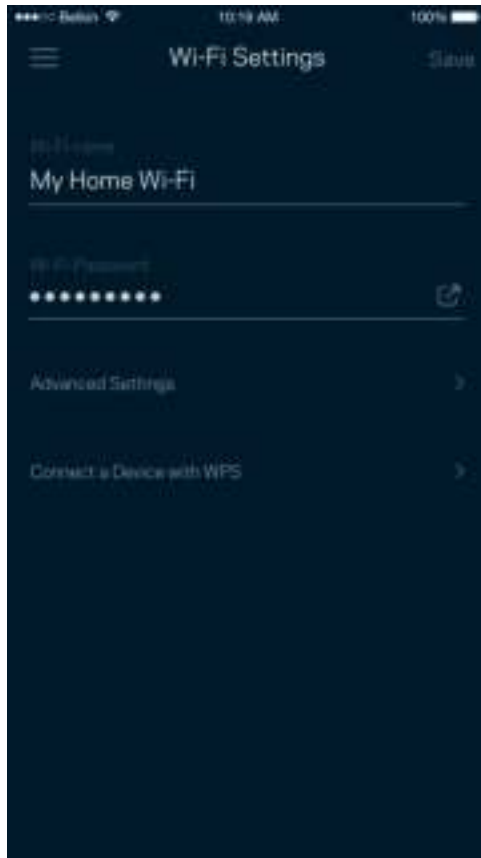 Belkin 10:19 AM 100%
Wi-Fi Settings Save
Wi-Fi Name
My Home Wi-Fi
Wi-Fi Password
•••••••••
Advanced Settings
Connect a Device with WPS